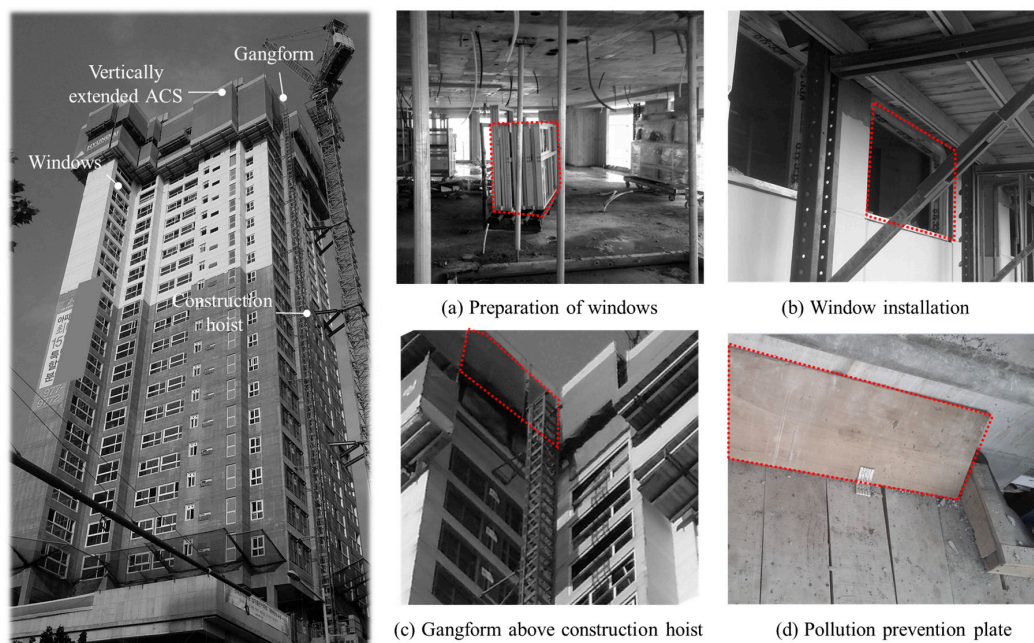 Gangform
Vertically
extended ACS
Windows
Construction
hoist
(a) Preparation of windows
(b) Window installation
(c) Gangform above construction hoist
(d) Pollution prevention plate